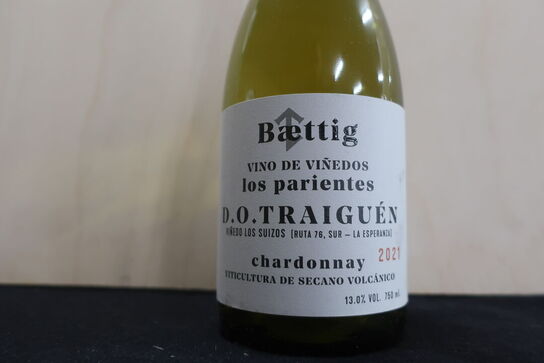 Bættig
VINO DE VIÑEDOS
los parientes
D.O.TRAIGUÉN
VIÑEDO LOS SUIZOS [RUTA 76, SUR – LA ESPERANZA]
chardonnay 2021
VITICULTURA DE SECANO VOLCÁNICO
13.0% VOL. 750 ml.